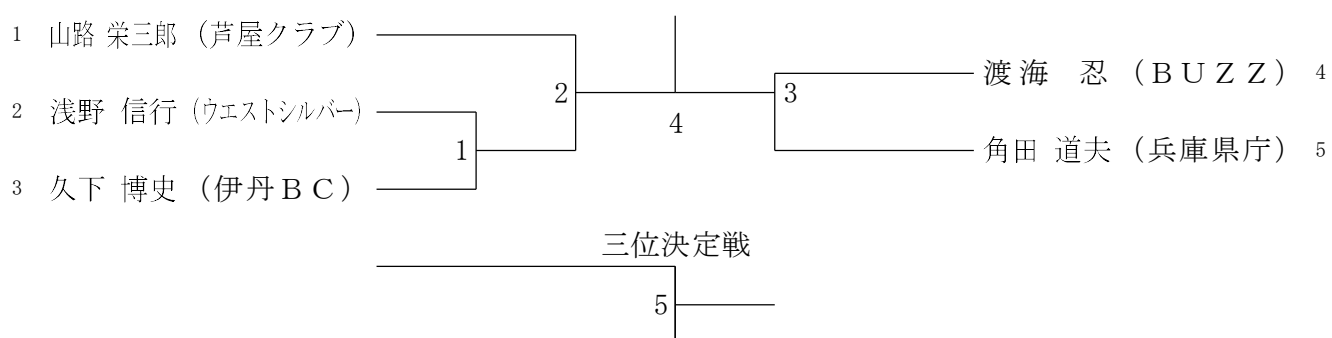 1 山路 栄三郎 (芦屋クラブ)
2 浅野 信行 (ウエストシルバー)
3 久下 博史 (伊丹ＢＣ)
1
2
4
3
渡海 忍 (ＢＵＺＺ) 4
角田 道夫 (兵庫県庁) 5
三位決定戦
5